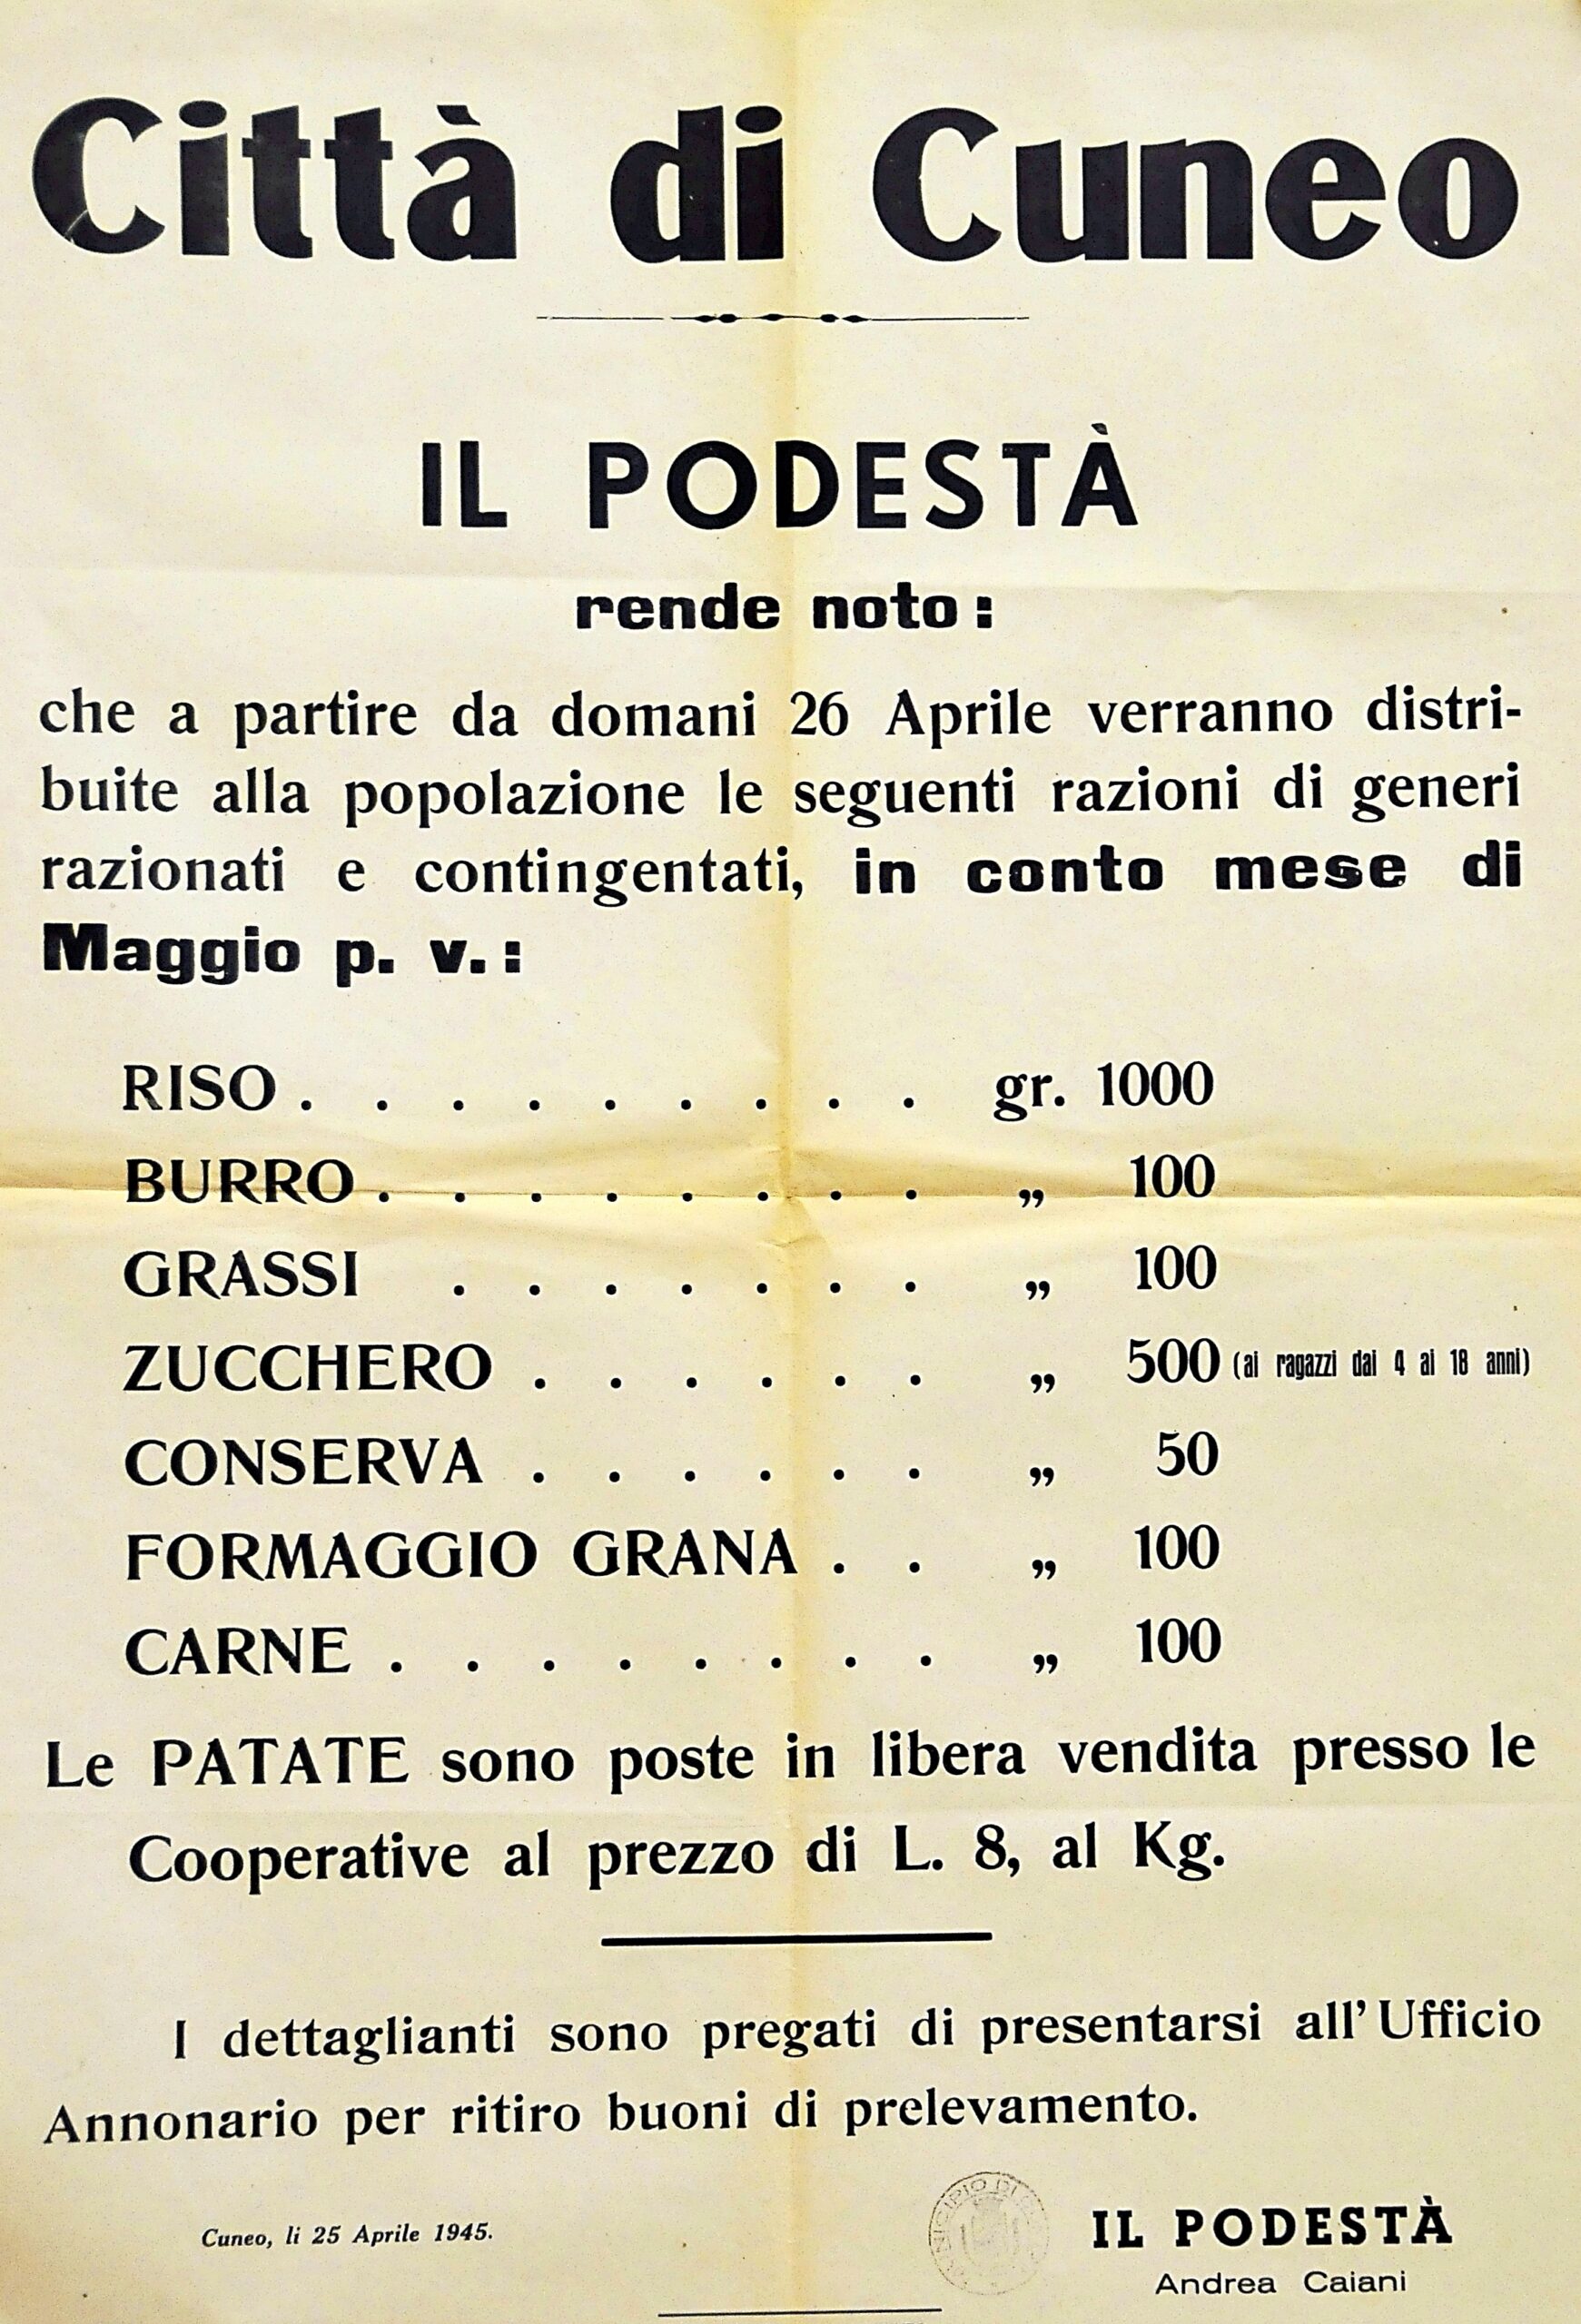 Città di Cuneo
IL PODESTÀ
rende noto:
che a partire da domani 26 Aprile verranno distri-
buite alla popolazione le seguenti razioni di generi
razionati e contingentati, in conto mese di
Maggio p. v.:
RISO . . . . . . . . . gr. 1000
BURRO . . . . . . . . „ 100
GRASSI . . . . . . . „ 100
ZUCCHERO . . . . . . „ 500 (ai ragazzi dai 4 ai 18 anni)
CONSERVA . . . . . . „ 50
FORMAGGIO GRANA . . „ 100
CARNE . . . . . . . . „ 100
Le PATATE sono poste in libera vendita presso le
Cooperative al prezzo di L. 8, al Kg.
I dettaglianti sono pregati di presentarsi all'Ufficio
Annonario per ritiro buoni di prelevamento.
Cuneo, li 25 Aprile 1945.
IL PODESTÀ
Andrea Caiani